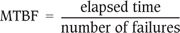 MTBF = elapsed time
number of failures